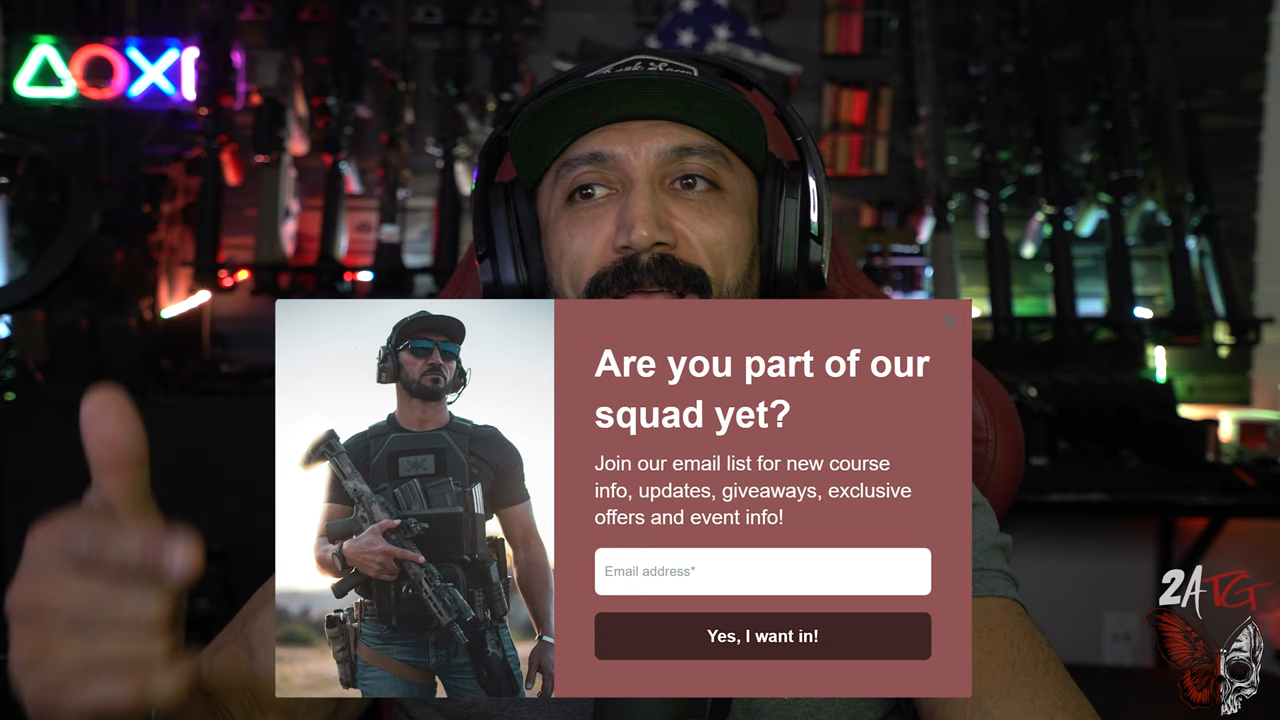 Are you part of our
squad yet?
Join our email list for new course
info, updates, giveaways, exclusive
offers and event info!
Email address*
Yes, I want in!
2ATG